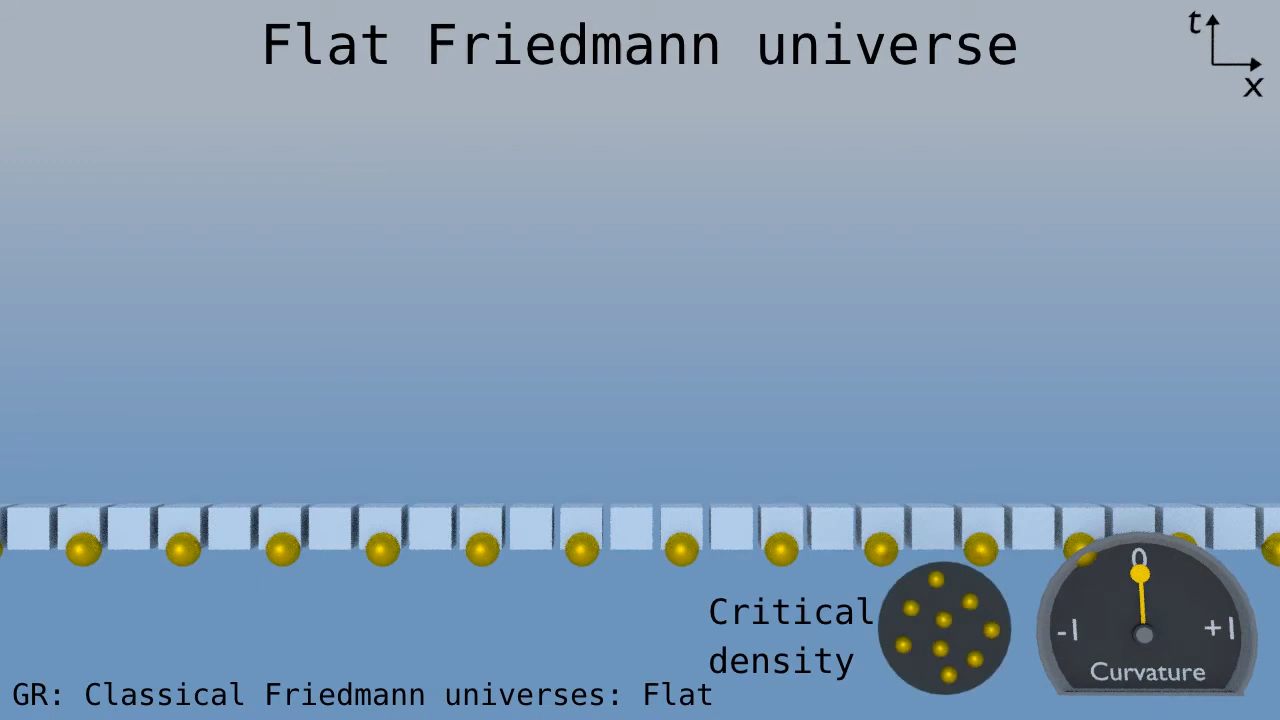 Flat Friedmann universe
t
x
Critical
density
0
-1
+1
Curvature
GR: Classical Friedmann universes: Flat